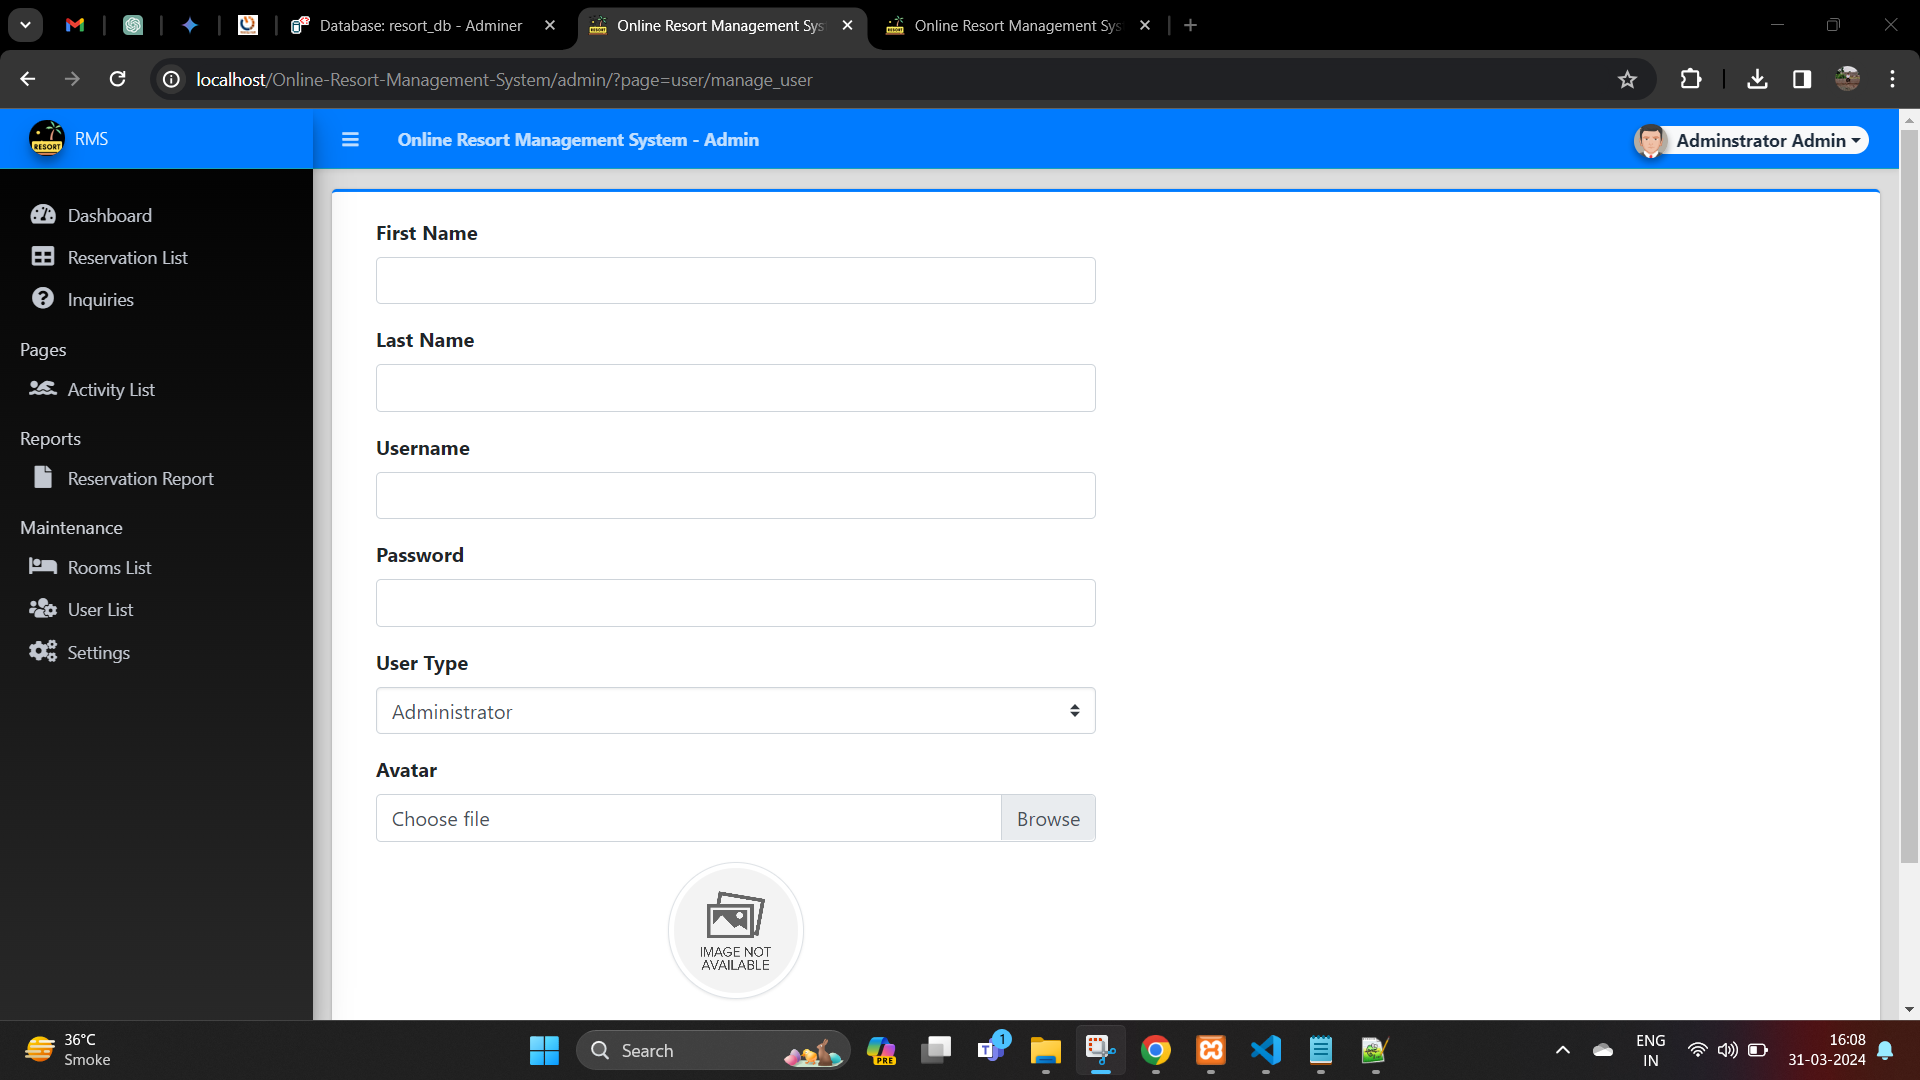 Database: resort_db - Adminer
Online Resort Management Sys
Online Resort Management Sys
localhost/Online-Resort-Management-System/admin/?page=user/manage_user
RESORT
RMS
Online Resort Management System - Admin
Adminstrator Admin
Dashboard
Reservation List
Inquiries
Pages
Activity List
Reports
Reservation Report
Maintenance
Rooms List
User List
Settings
First Name
Last Name
Username
Password
User Type
Administrator
Avatar
Choose file
Browse
IMAGE NOT
AVAILABLE
36°C
Smoke
Search
PRE
T
1
ENG
IN
16:08
31-03-2024